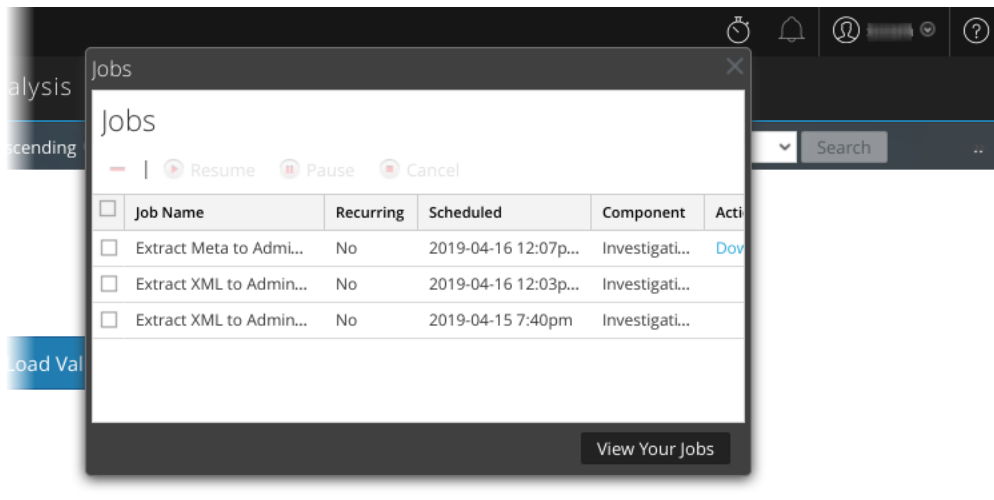 Jobs
alysis
Jobs
scending
Search
..
| Resume Pause Cancel
Job Name Recurring Scheduled Component Acti
Extract Meta to Admi... No 2019-04-16 12:07p... Investigati... Dow
Extract XML to Admin... No 2019-04-16 12:03p... Investigati...
Extract XML to Admin... No 2019-04-15 7:40pm Investigati...
Load Val
View Your Jobs